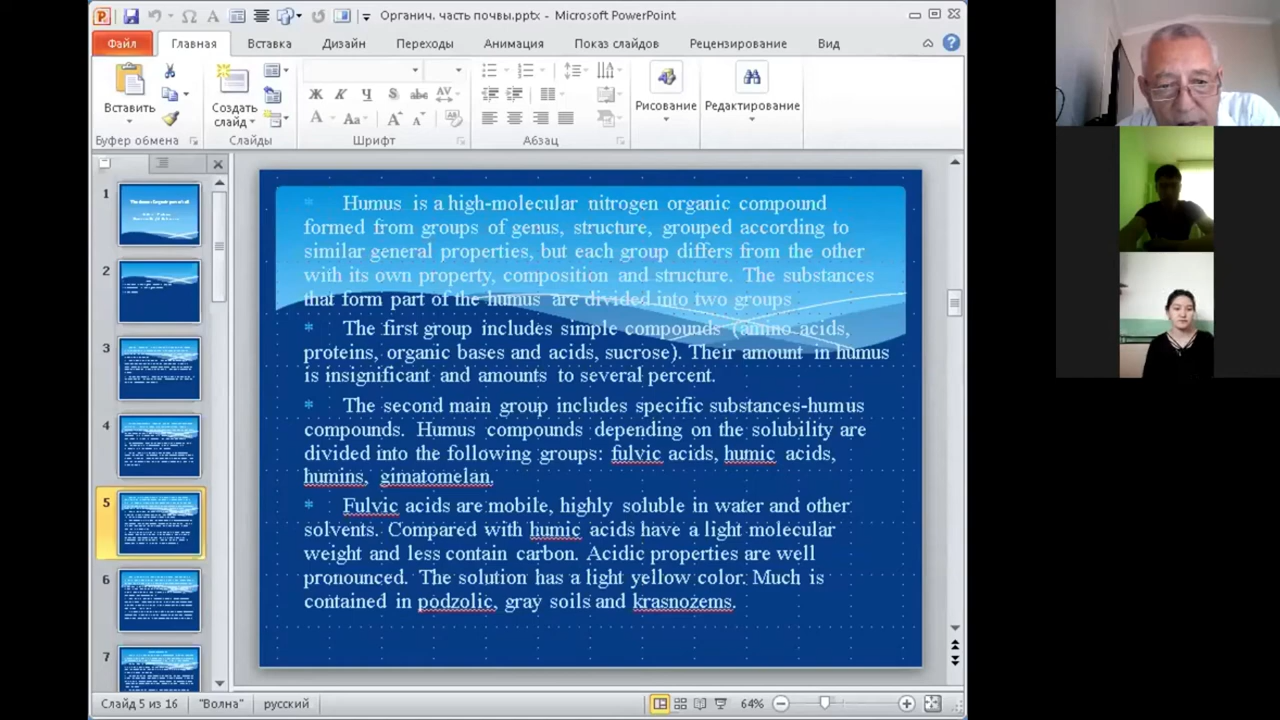 Органич. часть почвы.pptx - Microsoft PowerPoint
Файл Главная Вставка Дизайн Переходы Анимация Показ слайдов Рецензирование Вид
Вставить
Создать слайд
Рисование
Редактирование
Буфер обмена
Слайды
Шрифт
Абзац
1
2
3
4
5
6
7
Humus is a high-molecular nitrogen organic compound
formed from groups of genus, structure, grouped according to
similar general properties, but each group differs from the other
with its own property, composition and structure. The substances
that form part of the humus are divided into two groups
The first group includes simple compounds (amino acids,
proteins, organic bases and acids, sucrose). Their amount in humus
is insignificant and amounts to several percent.
The second main group includes specific substances-humus
compounds. Humus compounds depending on the solubility are
divided into the following groups: fulvic acids, humic acids,
humins, gimatomelan.
Fulvic acids are mobile, highly soluble in water and other
solvents. Compared with humus acids have a light molecular
weight and less contain carbon. Acidic properties are well
pronounced. The solution has a light yellow color. Much is
contained in podzolic, gray soils and krasnozems.
Слайд 5 из 16 "Волна" русский 64%